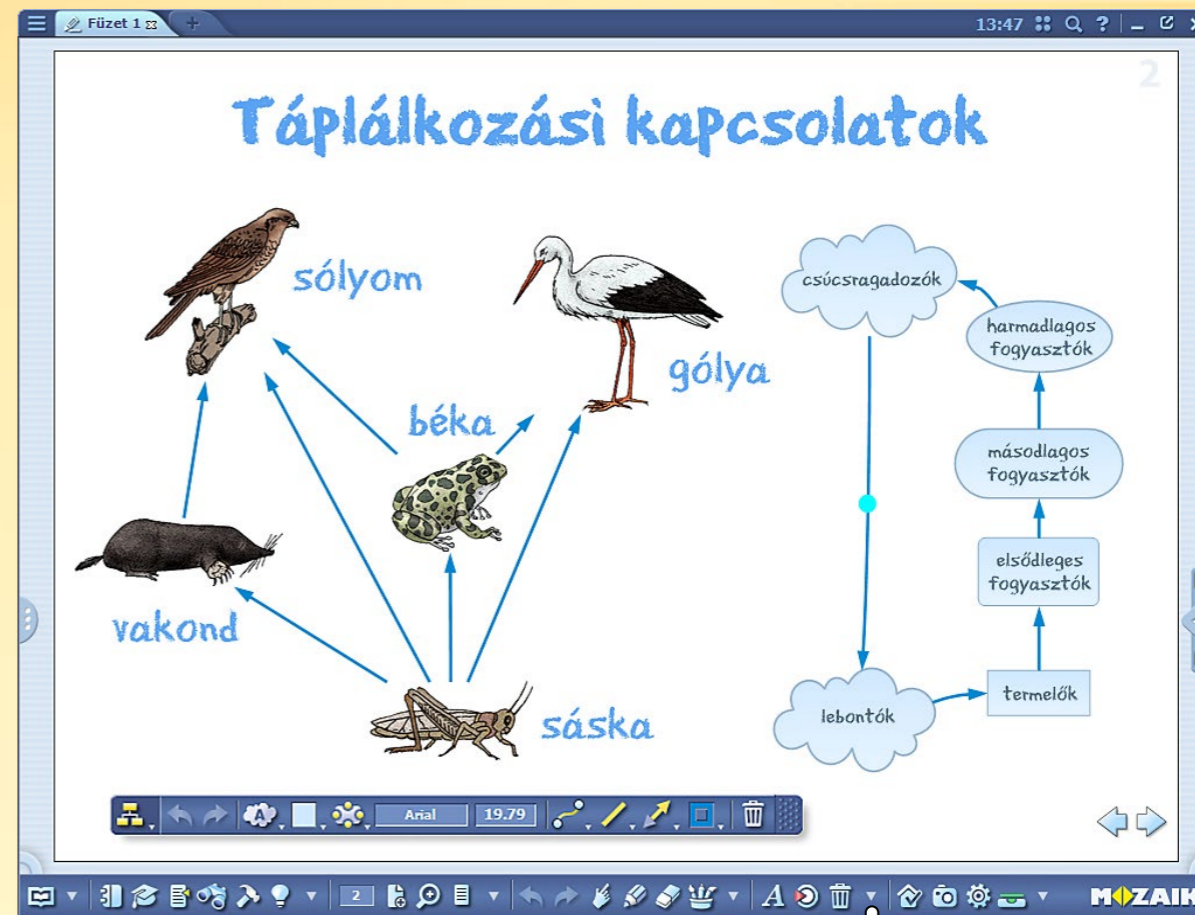 Füzet 1
13:47
2
Táplálkozási kapcsolatok
sólyom
gólya
béka
vakond
sáska
csúcsragadozók
harmadlagos
fogyasztók
másodlagos
fogyasztók
elsődleges
fogyasztók
termelők
lebontók
A
Arial
19.79
2
A
MOZAIK